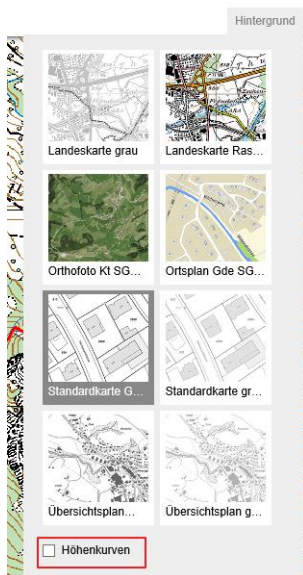 Hintergrund
Landeskarte grau
Landeskarte Ras...
Orthofoto Kt SG...
Ortsplan Gde SG...
Standardkarte G...
Standardkarte gr...
Übersichtsplan...
Übersichtsplan g...
Höhenkurven